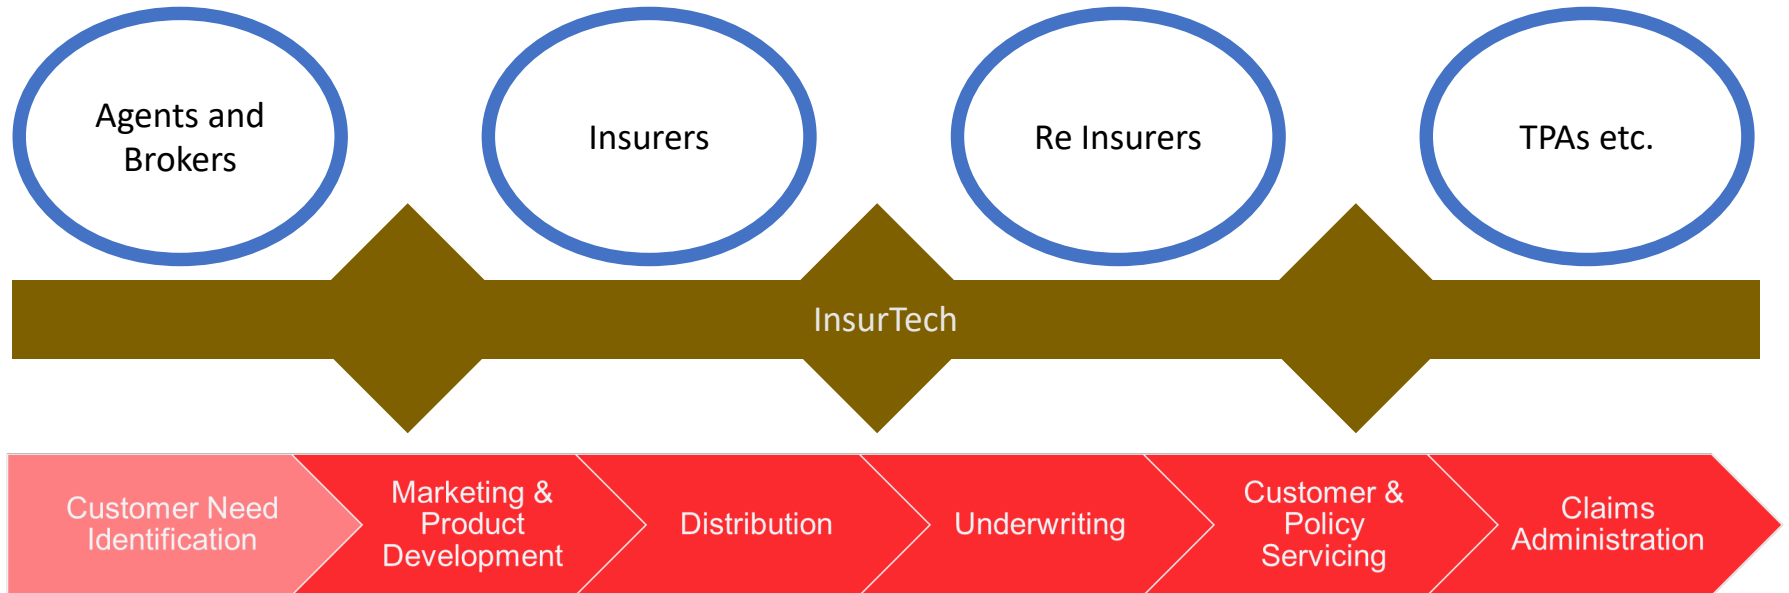 Agents and
Brokers
Insurers
Re Insurers
TPAs etc.
InsurTech
Customer Need
Identification
Marketing &
Product
Development
Distribution
Underwriting
Customer &
Policy
Servicing
Claims
Administration